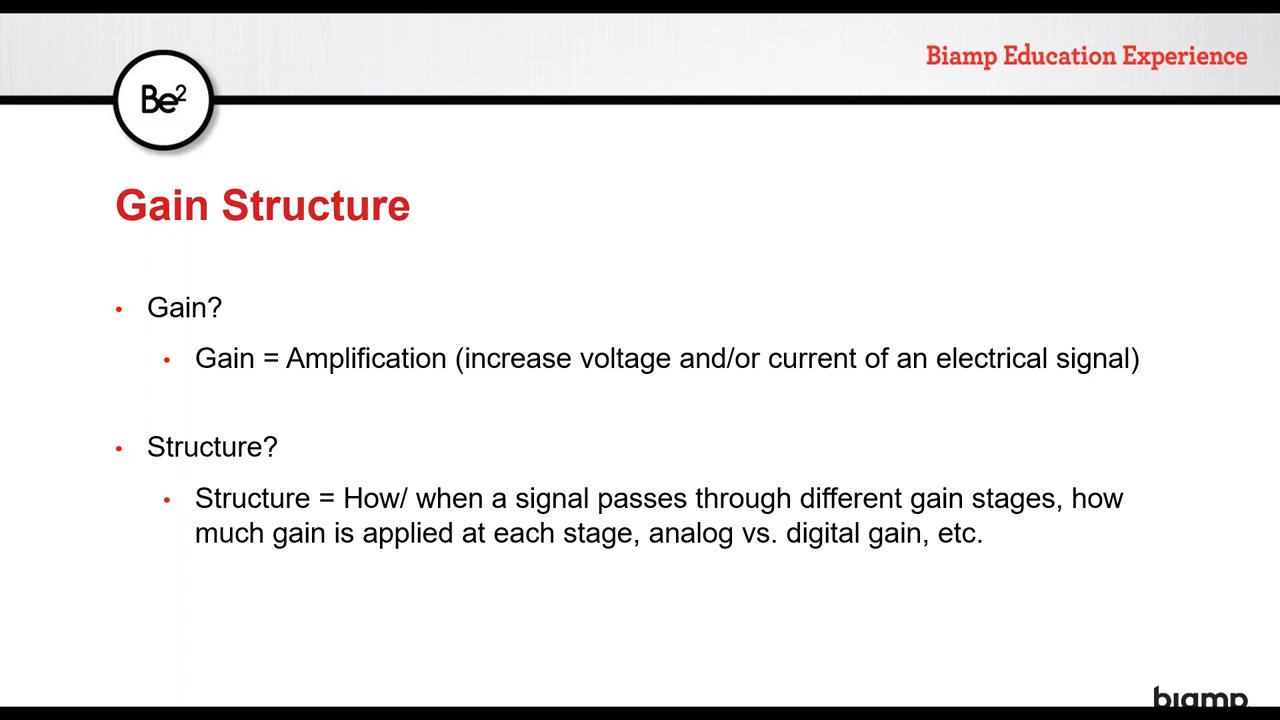 Biamp Education Experience
Be²
Gain Structure
• Gain?
• Gain = Amplification (increase voltage and/or current of an electrical signal)
• Structure?
• Structure = How/ when a signal passes through different gain stages, how
much gain is applied at each stage, analog vs. digital gain, etc.
biamp